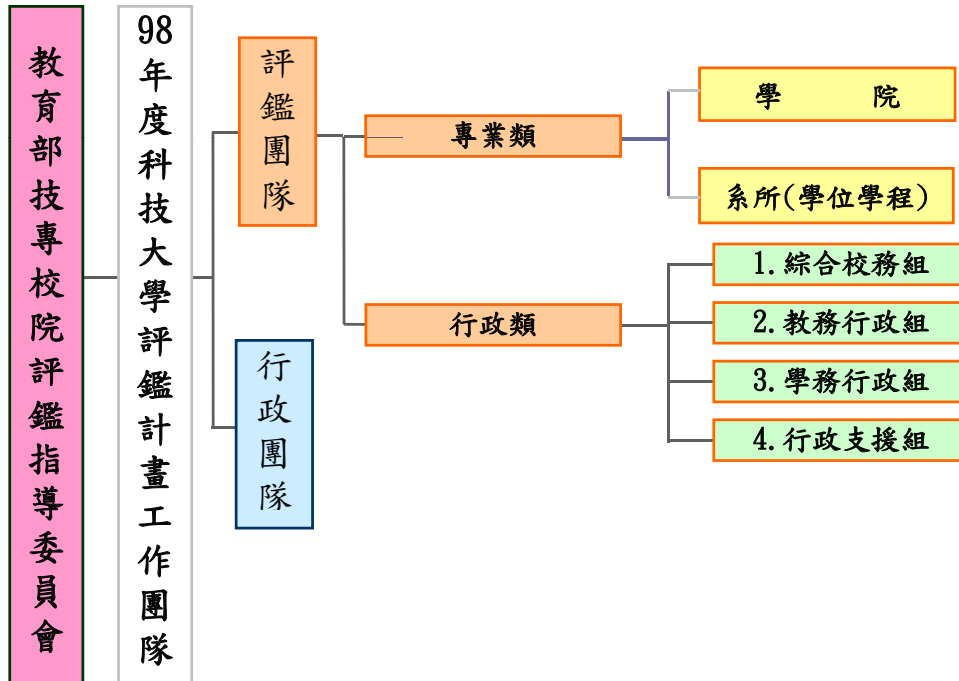 教育部技專校院評鑑指導委員會
98年度科技大學評鑑計畫工作團隊
評鑑團隊
行政團隊
專業類
行政類
學 院
系所(學位學程)
1.綜合校務組
2.教務行政組
3.學務行政組
4.行政支援組